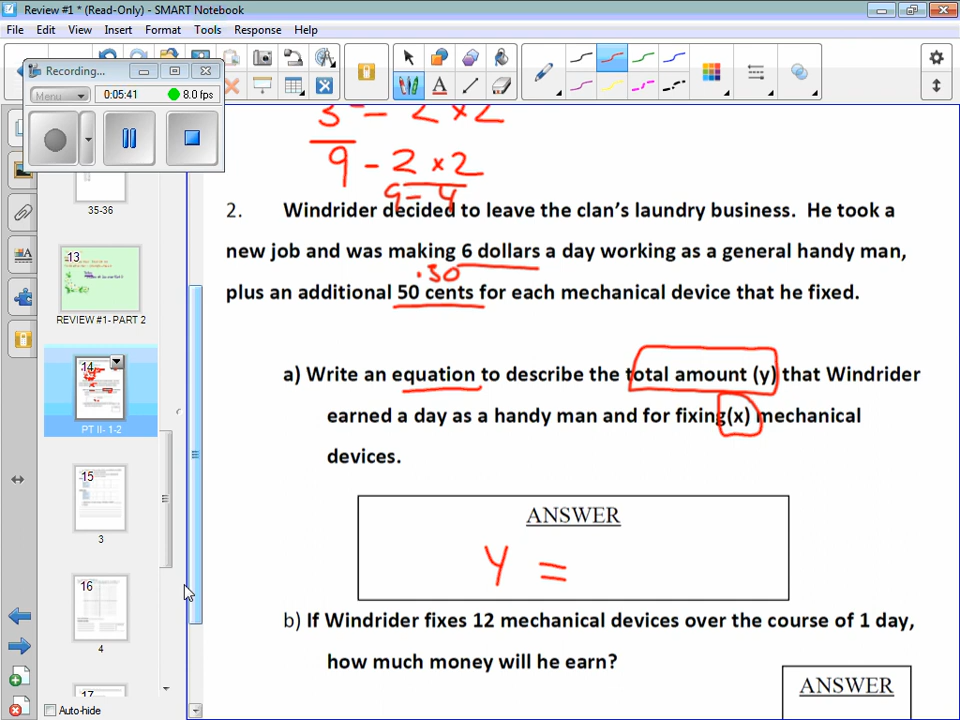 Review #1 * (Read-Only) - SMART Notebook
File Edit View Insert Format Tools Response Help
Recording...
Menu 0:05:41 8.0 fps
35-36
13
REVIEW #1- PART 2
14
PT II- 1-2
15
3
16
4
17
Auto-hide
9 - 2 × 2
9 - 4
2. Windrider decided to leave the clan's laundry business. He took a
new job and was making 6 dollars a day working as a general handy man,
.50
plus an additional 50 cents for each mechanical device that he fixed.
a) Write an equation to describe the total amount (y) that Windrider
earned a day as a handy man and for fixing(x) mechanical
devices.
ANSWER
y =
b) If Windrider fixes 12 mechanical devices over the course of 1 day,
how much money will he earn?
ANSWER